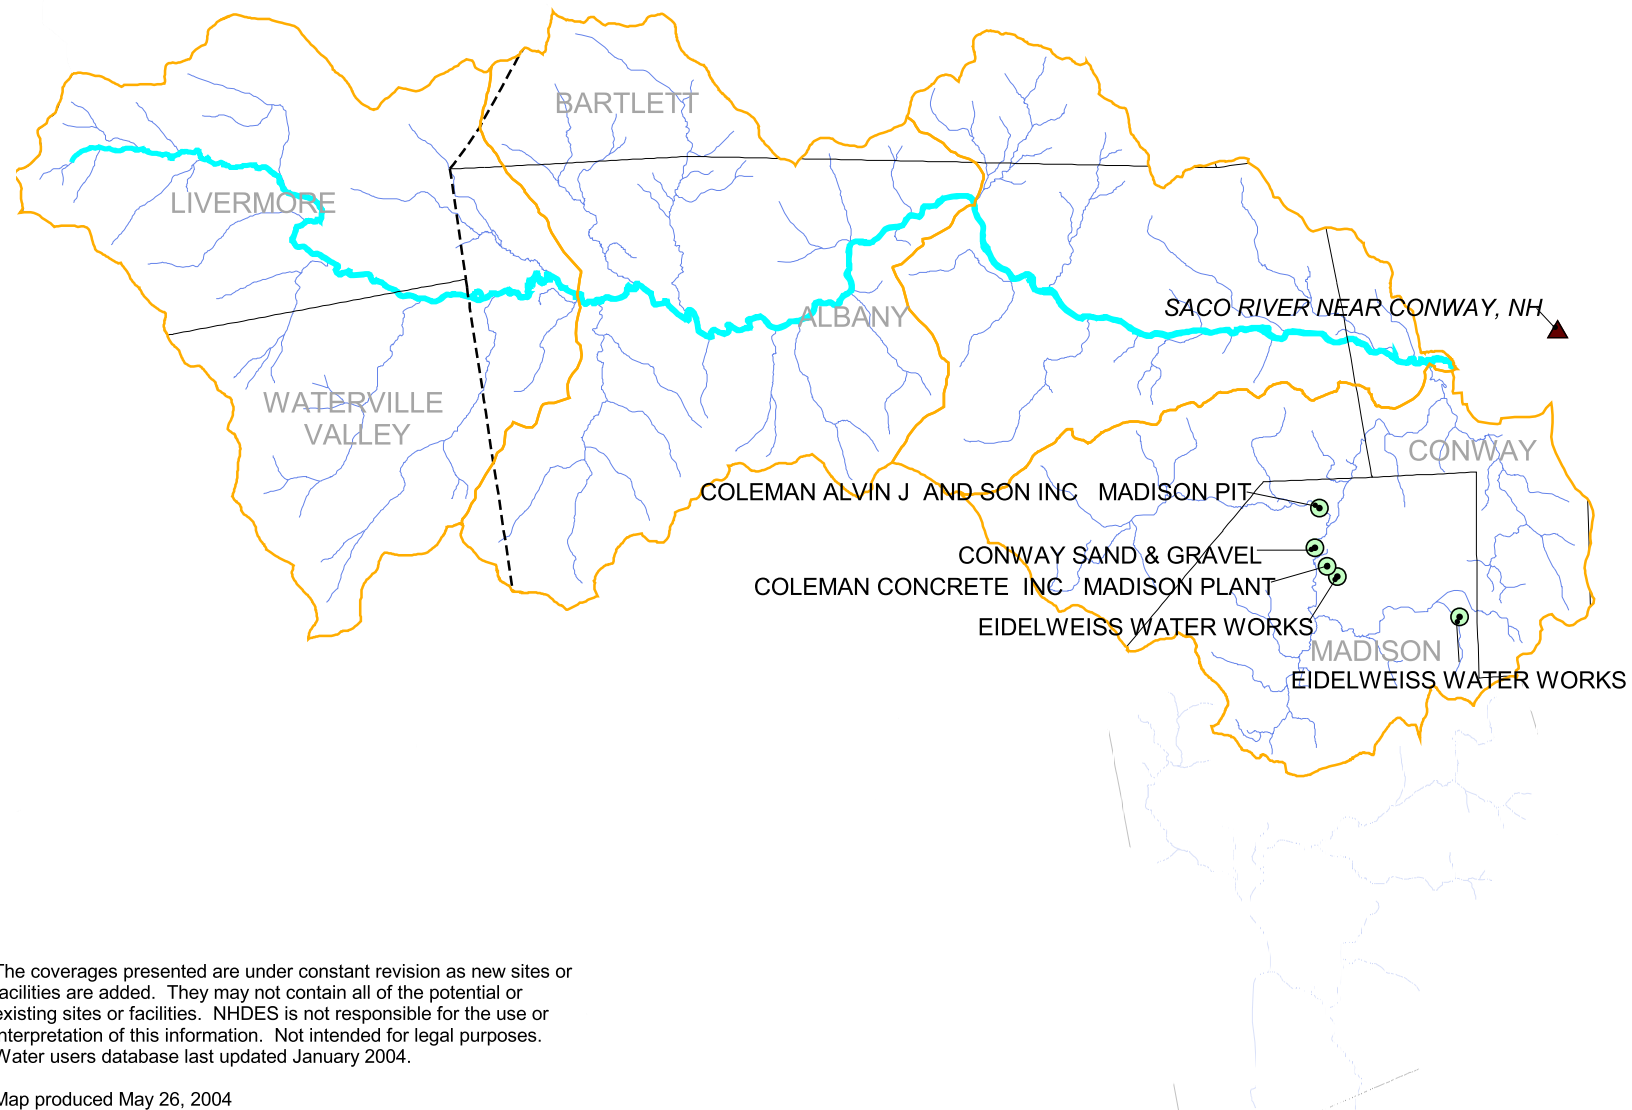 BARTLETT
LIVERMORE
SACO RIVER NEAR CONWAY, NH
ALBANY
WATERVILLE
VALLEY
CONWAY
COLEMAN ALVIN J  AND SON INC   MADISON PIT
CONWAY SAND & GRAVEL
COLEMAN CONCRETE  INC   MADISON PLANT
EIDELWEISS WATER WORKS
MADISON
EIDELWEISS WATER WORKS
The coverages presented are under constant revision as new sites or
facilities are added.  They may not contain all of the potential or
existing sites or facilities.  NHDES is not responsible for the use or
interpretation of this information.  Not intended for legal purposes.
Water users database last updated January 2004.
Map produced May 26, 2004